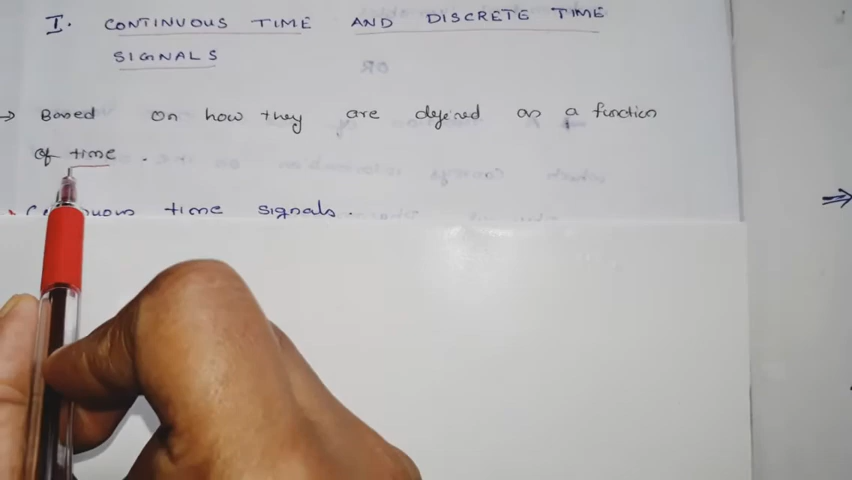 I. CONTINUOUS TIME AND DISCRETE TIME
SIGNALS
→ Based on how they are defined as a function
of time.
time signals.